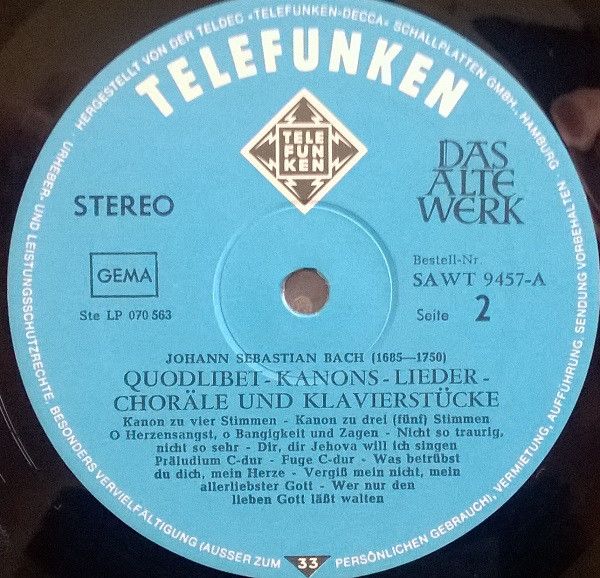 HERGESTELLT VON DER TELDEC »TELEFUNKEN-DECCA« SCHALLPLATTEN GMBH., HAMBURG
TELEFUNKEN
TELE
FUN
KEN
DAS
ALTE
WERK
STEREO
GEMA
Bestell-Nr.
SAWT 9457-A
Ste LP 070 563
Seite 2
JOHANN SEBASTIAN BACH (1685—1750)
QUODLIBET - KANONS - LIEDER -
CHORÄLE UND KLAVIERSTÜCKE
Kanon zu vier Stimmen - Kanon zu drei (fünf) Stimmen
O Herzensangst, o Bangigkeit und Zagen - Nicht so traurig,
nicht so sehr - Dir, dir Jehova will ich singen
Präludium C-dur - Fuge C-dur - Was betrübst
du dich, mein Herze - Vergiß mein nicht, mein
allerliebster Gott - Wer nur den
lieben Gott läßt walten
URHEBER- UND LEISTUNGSSCHUTZRECHTE, BESONDERS VERVIELFÄLTIGUNG (AUSSER ZUM PERSÖNLICHEN GEBRAUCH), VERMIETUNG, AUFFÜHRUNG, SENDUNG VORBEHALTEN.
33